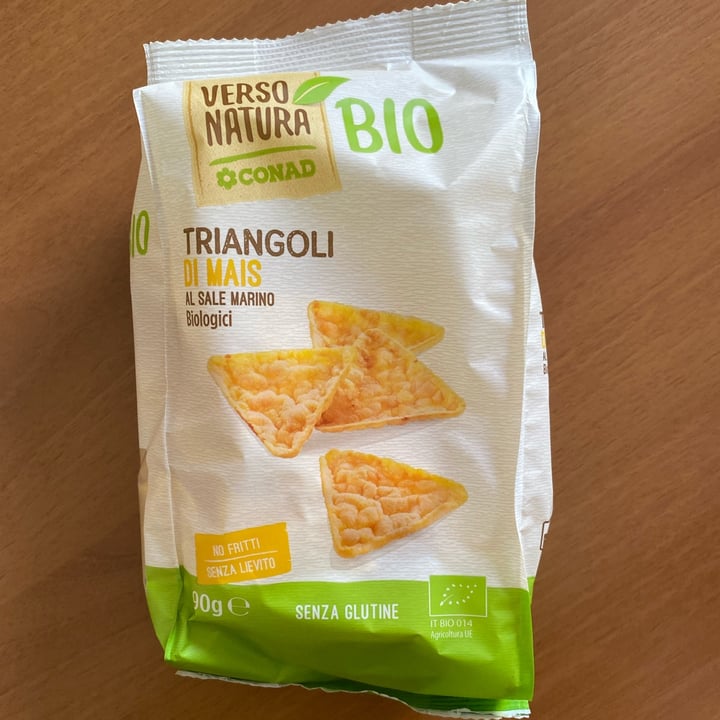 VERSO
NATURA
CONAD
BIO
IO
TRIANGOLI
DI MAIS
AL SALE MARINO
Biologici
NO FRITTI
SENZA LIEVITO
90g e
SENZA GLUTINE
IT BIO 014
Agricoltura UE